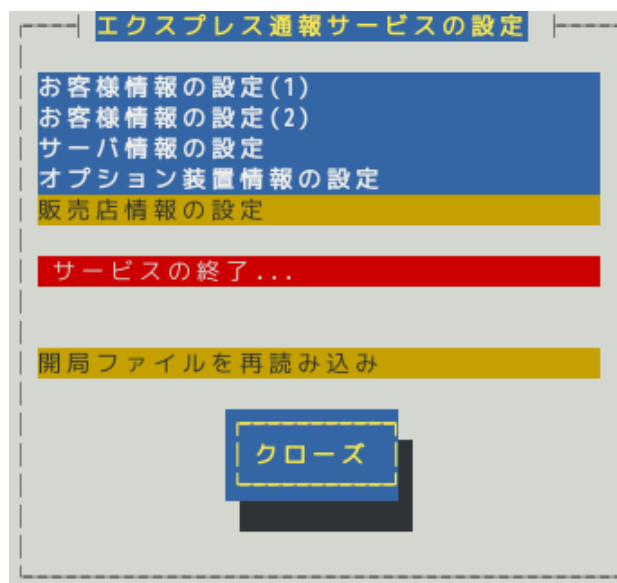 エクスプレス通報サービスの設定
お客様情報の設定(1)
お客様情報の設定(2)
サーバ情報の設定
オプション装置情報の設定
販売店情報の設定
サービスの終了...
開局ファイルを再読み込み
クローズ